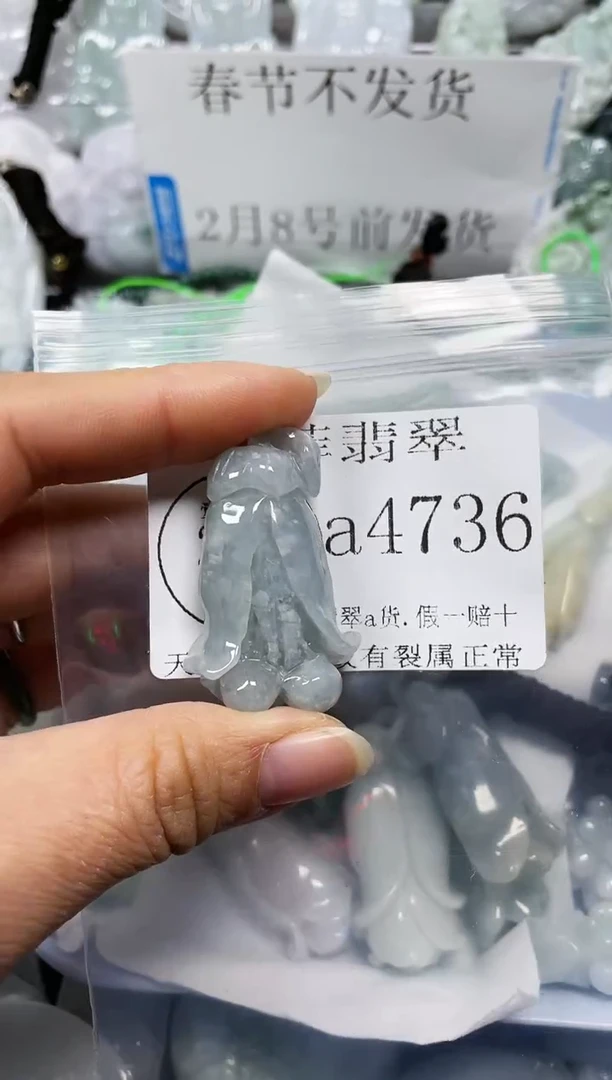 春节不发货
2月8号前发货
翡翠
a4736
翠a货.假一赔十
天
有裂属正常